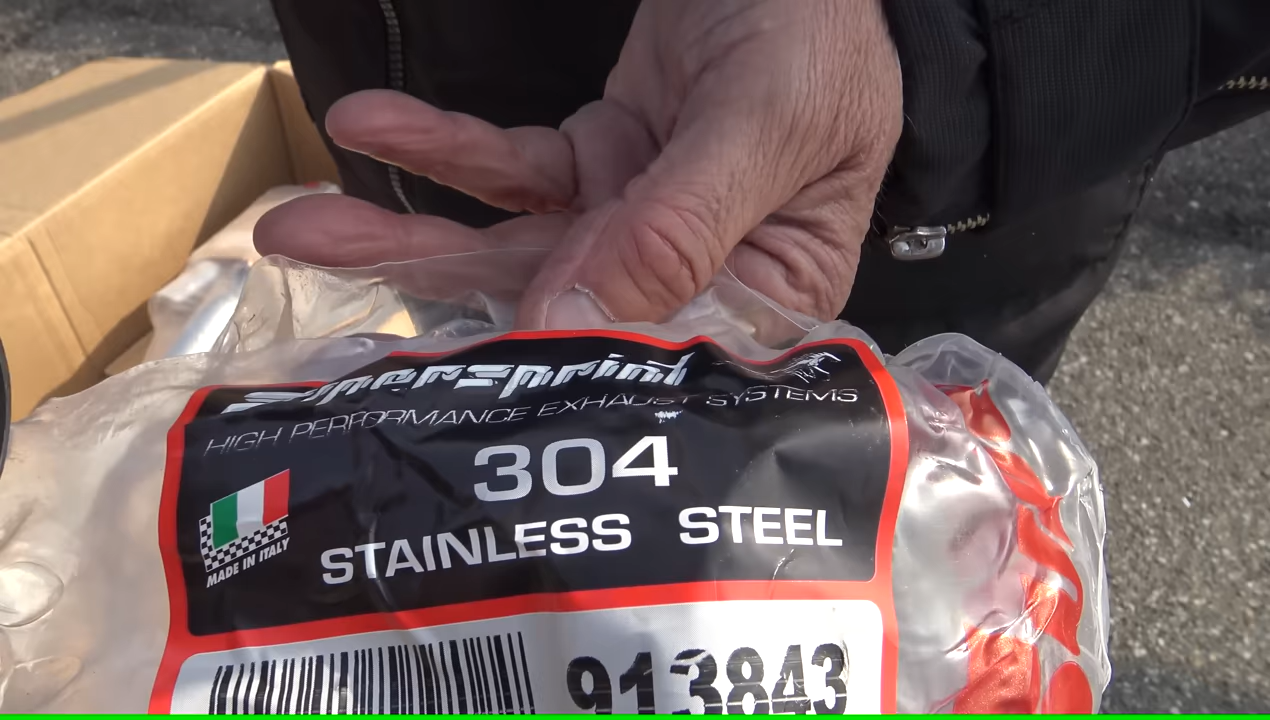 Supersprint
HIGH PERFORMANCE EXHAUST SYSTEMS
304
STAINLESS STEEL
MADE IN ITALY
913843